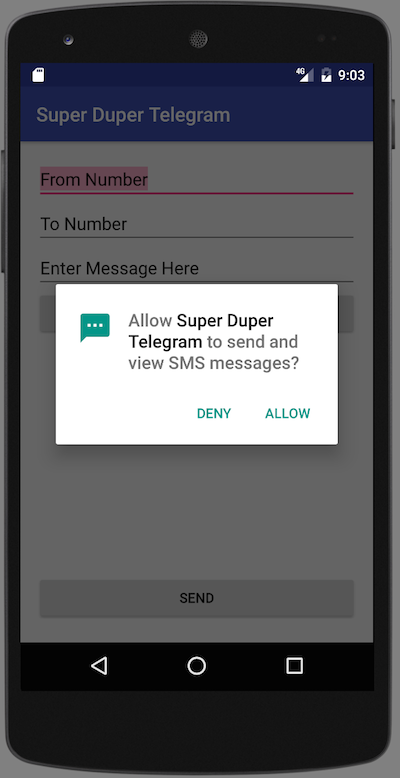 4G 9:03
Super Duper Telegram
From Number
To Number
Enter Message Here
Allow Super Duper
Telegram to send and
view SMS messages?
DENY ALLOW
SEND